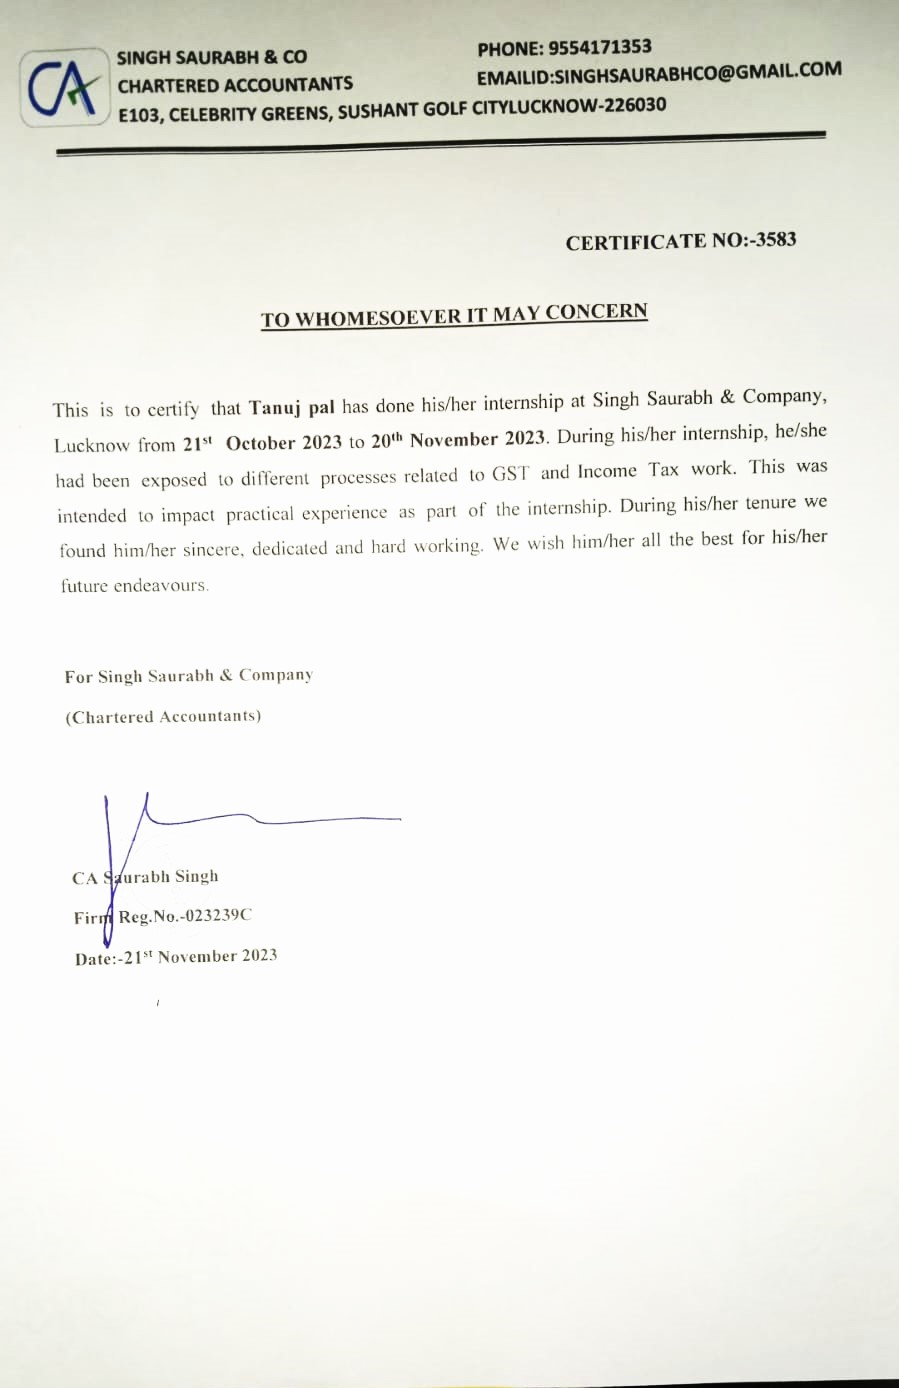 CA
SINGH SAURABH & CO
CHARTERED ACCOUNTANTS
PHONE: 9554171353
EMAILID:SINGHSAURABHCO@GMAIL.COM
E103, CELEBRITY GREENS, SUSHANT GOLF CITYLUCKNOW-226030
CERTIFICATE NO:-3583
TO WHOMESOEVER IT MAY CONCERN
This is to certify that Tanuj pal has done his/her internship at Singh Saurabh & Company,
Lucknow from 21st October 2023 to 20th November 2023. During his/her internship, he/she
had been exposed to different processes related to GST and Income Tax work. This was
intended to impact practical experience as part of the internship. During his/her tenure we
found him/her sincere, dedicated and hard working. We wish him/her all the best for his/her
future endeavours.
For Singh Saurabh & Company
(Chartered Accountants)
CA Saurabh Singh
Firm Reg.No.-023239C
Date:-21st November 2023